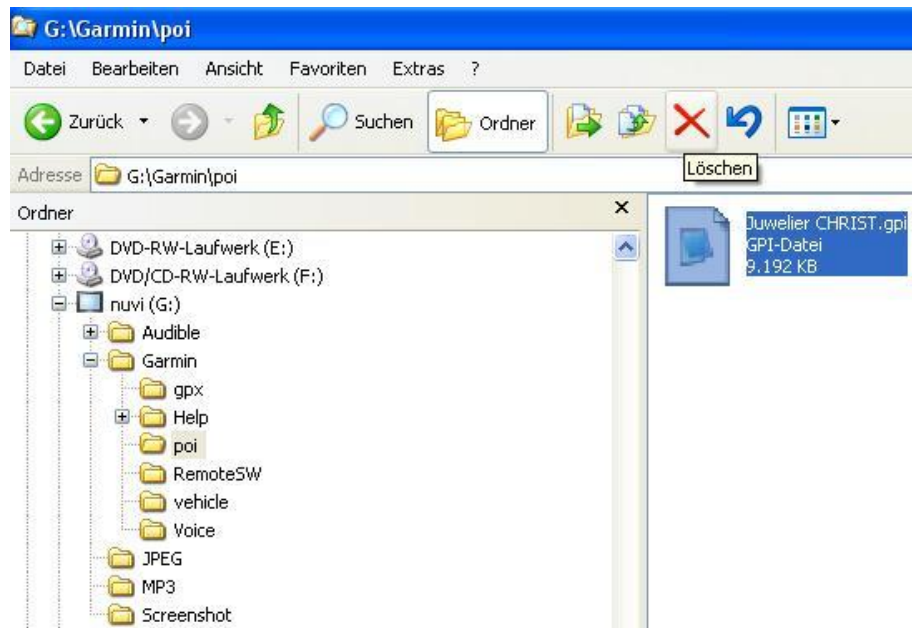 G:\Garmin\poi
Datei Bearbeiten Ansicht Favoriten Extras ?
Zurück Suchen Ordner
Löschen
Adresse G:\Garmin\poi
Ordner
DVD-RW-Laufwerk (E:)
DVD/CD-RW-Laufwerk (F:)
nuvi (G:)
Audible
Garmin
gpx
Help
poi
RemoteSW
vehicle
Voice
JPEG
MP3
Screenshot
Juwelier CHRIST.gpi
GPI-Datei
9.192 KB